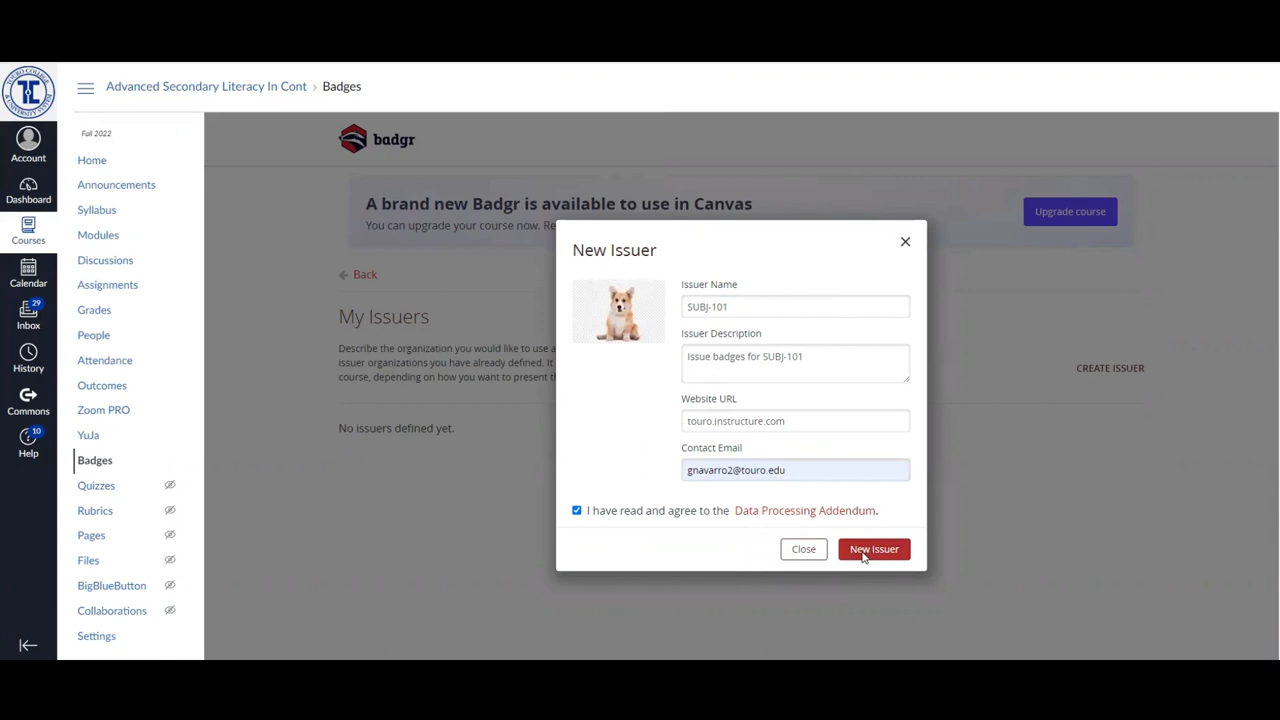 TOURO COLLEGE
TC
Account
Dashboard
Courses
Calendar
29
Inbox
History
Commons
10
Help
Advanced Secondary Literacy In Cont › Badges
Fall 2022
Home
Announcements
Syllabus
Modules
Discussions
Assignments
Grades
People
Attendance
Outcomes
Zoom PRO
YuJa
Badges
Quizzes
Rubrics
Pages
Files
BigBlueButton
Collaborations
Settings
badgr
A brand new Badgr is available to use in Canvas
You can upgrade your course now. Re
Upgrade course
Back
My Issuers
Describe the organization you would like to use a
issuer organizations you have already defined. It
course, depending on how you want to present th
CREATE ISSUER
No issuers defined yet.
New Issuer
Issuer Name
SUBJ-101
Issuer Description
Issue badges for SUBJ-101
Website URL
touro.instructure.com
Contact Email
gnavarro2@touro.edu
I have read and agree to the Data Processing Addendum.
Close
New Issuer